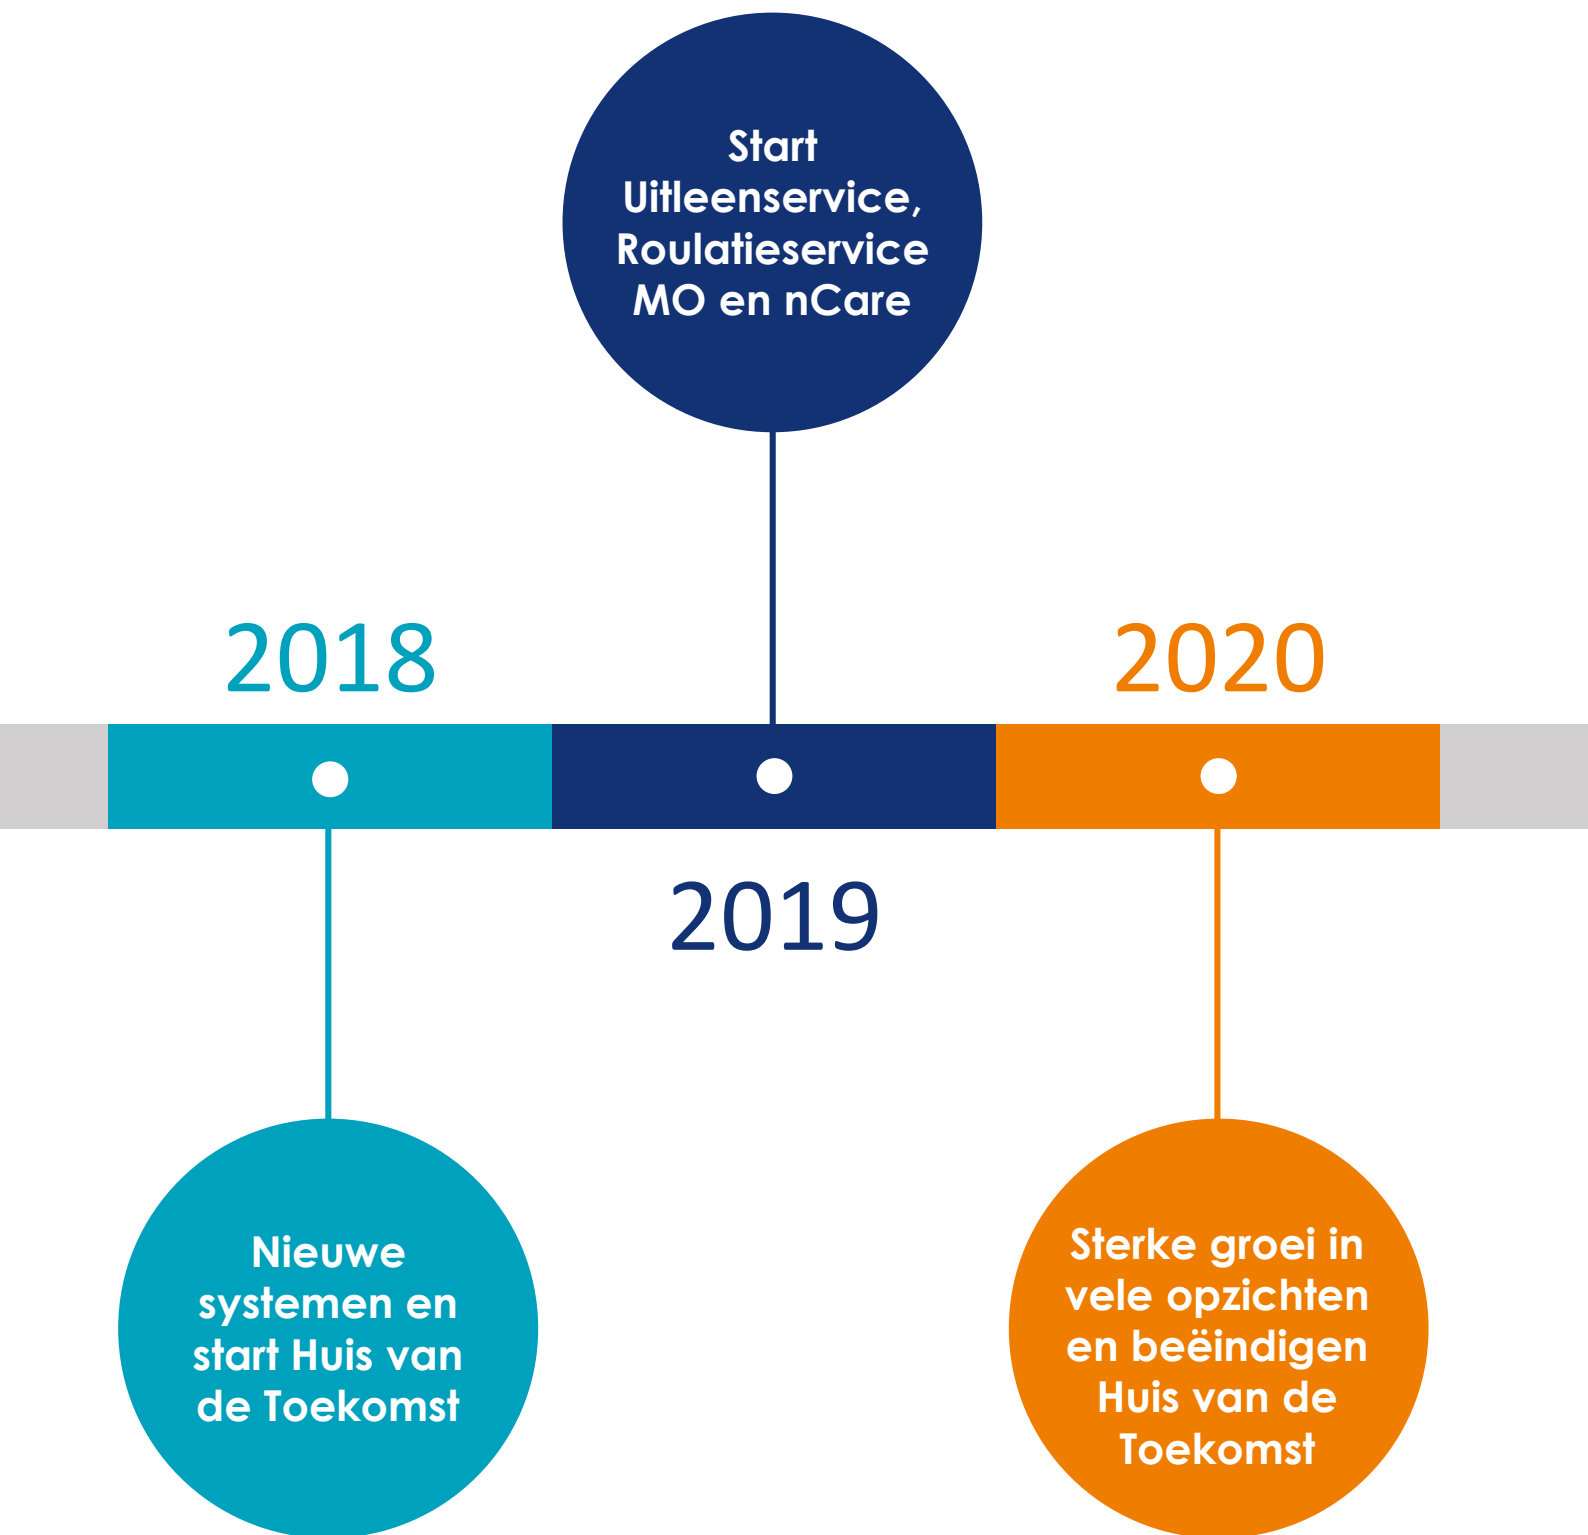 Start
Uitleenservice,
Roulatieservice
MO en nCare
2018
2020
2019
Nieuwe
systemen en
start Huis van
de Toekomst
Sterke groei in
vele opzichten
en beëindigen
Huis van de
Toekomst